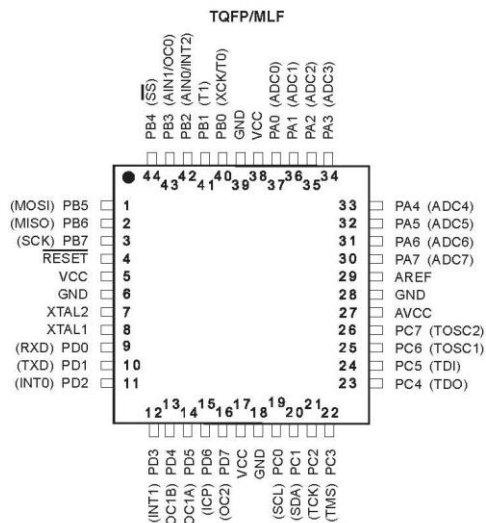 TQFP/MLF
PB4 (SS)
PB3 (AIN1/OC0)
PB2 (AIN0/INT2)
PB1 (T1)
PB0 (XCK/T0)
GND
VCC
PA0 (ADC0)
PA1 (ADC1)
PA2 (ADC2)
PA3 (ADC3)
44 43 42 41 40 39 38 37 36 35 34
(MOSI) PB5 1
(MISO) PB6 2
(SCK) PB7 3
RESET 4
VCC 5
GND 6
XTAL2 7
XTAL1 8
(RXD) PD0 9
(TXD) PD1 10
(INT0) PD2 11
33 PA4 (ADC4)
32 PA5 (ADC5)
31 PA6 (ADC6)
30 PA7 (ADC7)
29 AREF
28 GND
27 AVCC
26 PC7 (TOSC2)
25 PC6 (TOSC1)
24 PC5 (TDI)
23 PC4 (TDO)
12 13 14 15 16 17 18 19 20 21 22
(INT1) PD3
OC1B) PD4
OC1A) PD5
(ICP) PD6
(OC2) PD7
VCC
GND
(SCL) PC0
(SDA) PC1
(TCK) PC2
(TMS) PC3